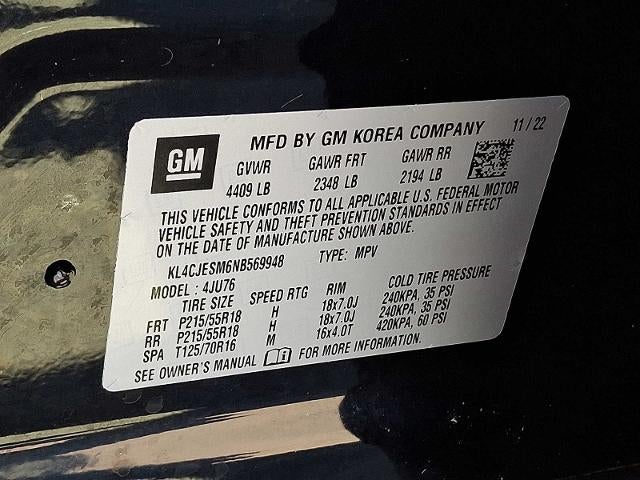 GM
MFD BY GM KOREA COMPANY 11 / 22
GVWR GAWR FRT GAWR RR
4409 LB 2348 LB 2194 LB
THIS VEHICLE CONFORMS TO ALL APPLICABLE U.S. FEDERAL MOTOR
VEHICLE SAFETY AND THEFT PREVENTION STANDARDS IN EFFECT
ON THE DATE OF MANUFACTURE SHOWN ABOVE.
KL4CJESM6NB569948 TYPE: MPV
MODEL : 4JU76
TIRE SIZE SPEED RTG RIM COLD TIRE PRESSURE
FRT P215/55R18 H 18x7.0J 240KPA, 35 PSI
RR P215/55R18 H 18x7.0J 240KPA, 35 PSI
SPA T125/70R16 M 16x4.0T 420KPA, 60 PSI
SEE OWNER'S MANUAL FOR MORE INFORMATION.